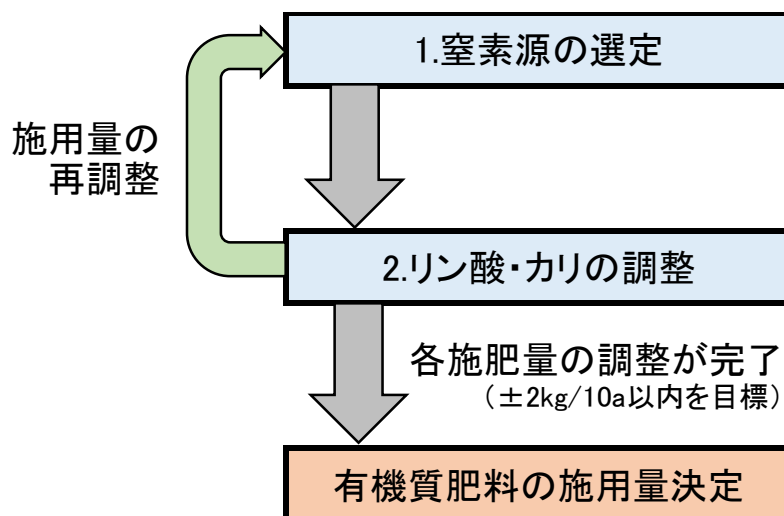 1.窒素源の選定
施用量の
再調整
2.リン酸・カリの調整
各施肥量の調整が完了
（±2kg/10a以内を目標）
有機質肥料の施用量決定